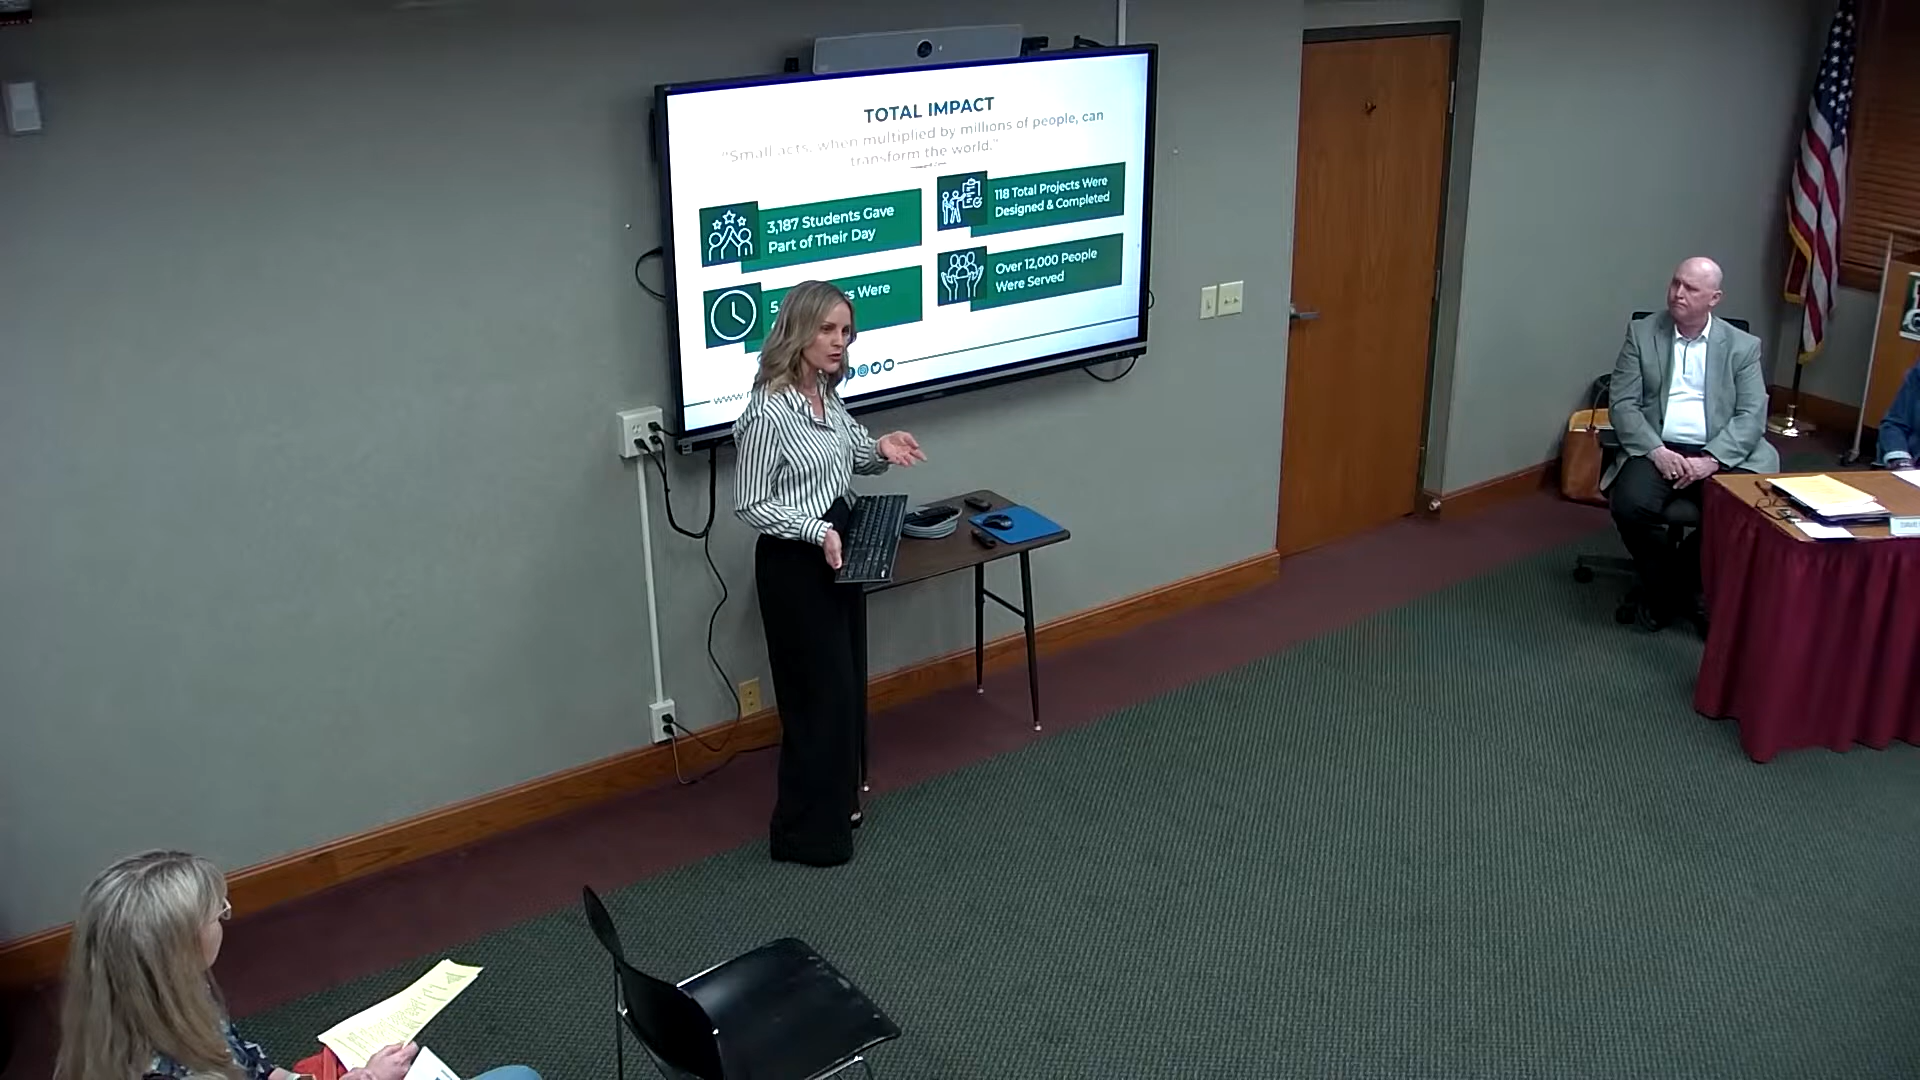 TOTAL IMPACT
"Small acts, when multiplied by millions of people, can
transform the world."
3,187 Students Gave
Part of Their Day
118 Total Projects Were
Designed & Completed
Were
Over 12,000 People
Were Served
www